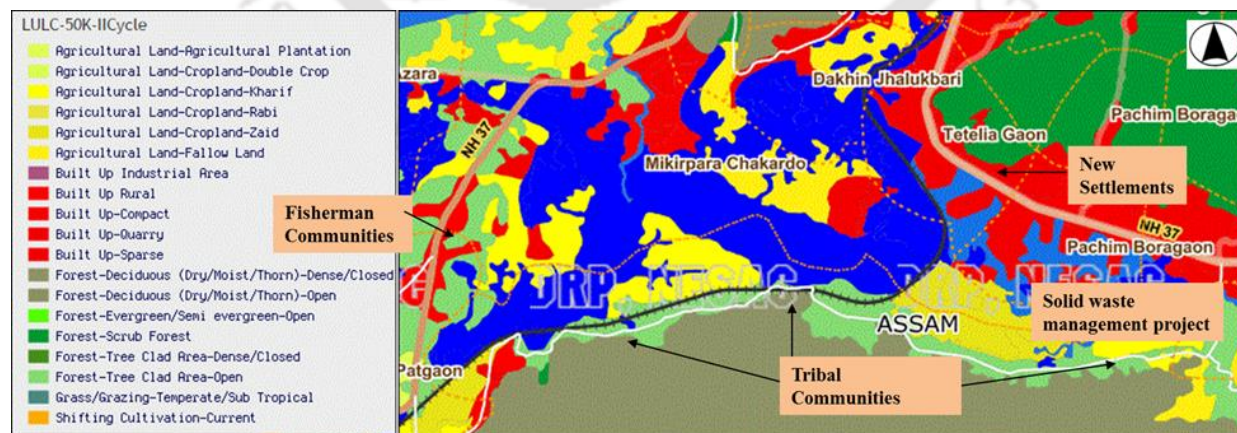 LULC-50K-IICycle
Agricultural Land-Agricultural Plantation
Agricultural Land-Cropland-Double Crop
Agricultural Land-Cropland-Kharif
Agricultural Land-Cropland-Rabi
Agricultural Land-Cropland-Zaid
Agricultural Land-Fallow Land
Built Up Industrial Area
Built Up Rural
Built Up-Compact
Built Up-Quarry
Built Up-Sparse
Forest-Deciduous (Dry/Moist/Thorn)-Dense/Closed
Forest-Deciduous (Dry/Moist/Thorn)-Open
Forest-Evergreen/Semi evergreen-Open
Forest-Scrub Forest
Forest-Tree Clad Area-Dense/Closed
Forest-Tree Clad Area-Open
Grass/Grazing-Temperate/Sub Tropical
Shifting Cultivation-Current
Fisherman
Communities
zara
NH 37
Dakhin Jhalukbari
Pachim Boraga
Tetelia Gaon
Mikirpara Chakardo
New
Settlements
NH 37
Pachim Boragaon
DRP, NESAC
DRP, NESAC
Solid waste
management project
ASSAM
Patgaon
Tribal
Communities